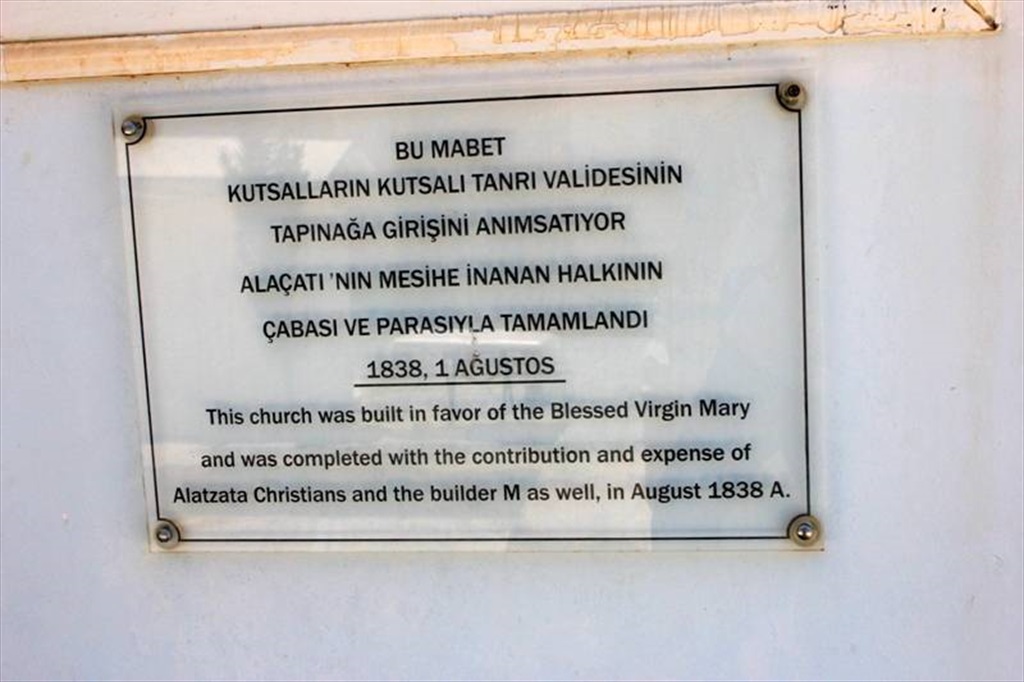 BU MABET
KUTSALLARIN KUTSALI TANRI VALİDESİNİN
TAPINAĞA GİRİŞİNİ ANIMSATIYOR
ALAÇATI 'NIN MESİHE İNANAN HALKININ
ÇABASI VE PARASIYLA TAMAMLANDI
1838, 1 AĞUSTOS
This church was built in favor of the Blessed Virgin Mary
and was completed with the contribution and expense of
Alatzata Christians and the builder M as well, in August 1838 A.